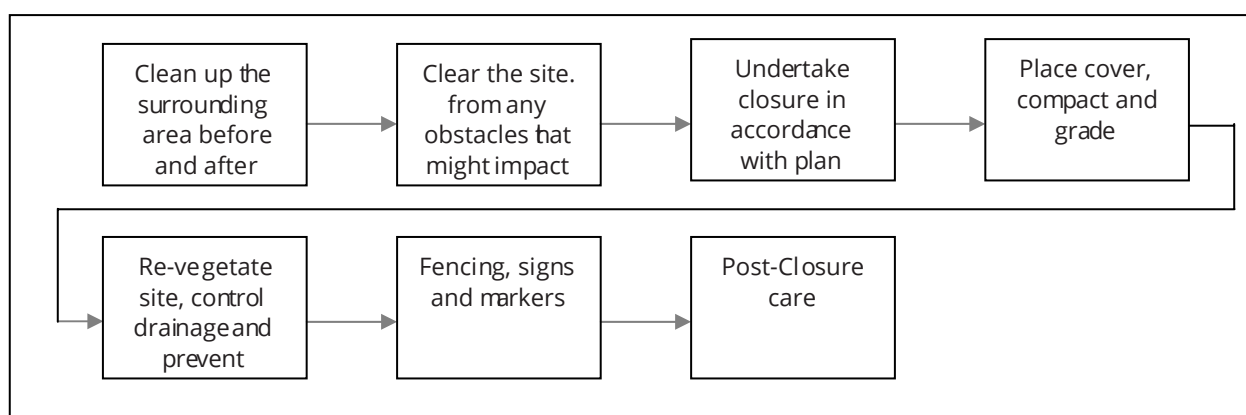 Clean up the
surrounding
area before
and after
Clear the site.
from any
obstacles that
might impact
Undertake
closure in
accordance
with plan
Place cover,
compact and
grade
Re-vegetate
site, control
drainage and
prevent
Fencing, signs
and markers
Post-Closure
care